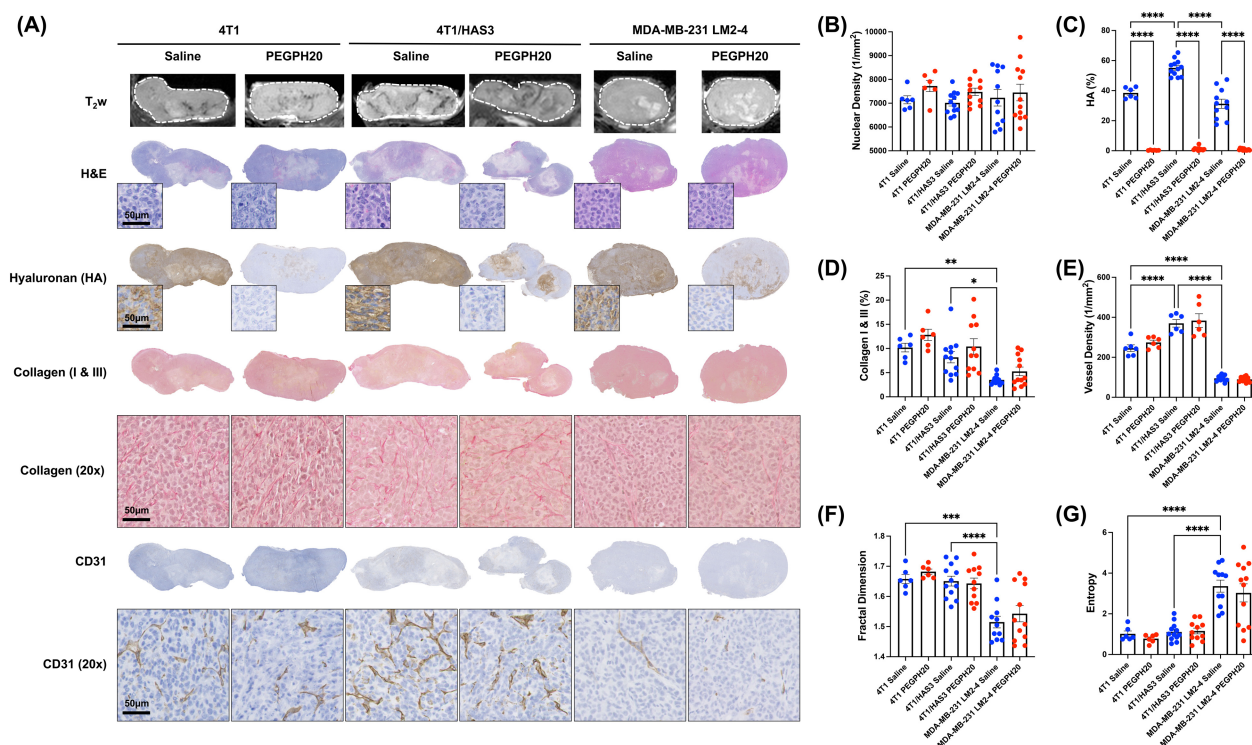 (A)
4T1
4T1/HAS3
MDA-MB-231 LM2-4
Saline
PEGPH20
Saline
PEGPH20
Saline
PEGPH20
T2w
H&E
50µm
Hyaluronan (HA)
50µm
Collagen (I & III)
Collagen (20x)
50µm
CD31
CD31 (20x)
50µm
(B)
Nuclear Density (1/mm²)
10000
9000
8000
7000
6000
5000
4T1 Saline
4T1 PEGPH20
4T1/HAS3 Saline
4T1/HAS3 PEGPH20
MDA-MB-231 LM2-4 Saline
MDA-MB-231 LM2-4 PEGPH20
(C)
HA (%)
80
60
40
20
0
****
****
****
****
****
4T1 Saline
4T1 PEGPH20
4T1/HAS3 Saline
4T1/HAS3 PEGPH20
MDA-MB-231 LM2-4 Saline
MDA-MB-231 LM2-4 PEGPH20
(D)
Collagen I & III (%)
25
20
15
10
5
0
**
*
4T1 Saline
4T1 PEGPH20
4T1/HAS3 Saline
4T1/HAS3 PEGPH20
MDA-MB-231 LM2-4 Saline
MDA-MB-231 LM2-4 PEGPH20
(E)
Vessel Density (1/mm²)
600
400
200
0
****
****
****
4T1 Saline
4T1 PEGPH20
4T1/HAS3 Saline
4T1/HAS3 PEGPH20
MDA-MB-231 LM2-4 Saline
MDA-MB-231 LM2-4 PEGPH20
(F)
Fractal Dimension
1.8
1.7
1.6
1.5
1.4
***
****
4T1 Saline
4T1 PEGPH20
4T1/HAS3 Saline
4T1/HAS3 PEGPH20
MDA-MB-231 LM2-4 Saline
MDA-MB-231 LM2-4 PEGPH20
(G)
Entropy
6
4
2
0
****
****
4T1 Saline
4T1 PEGPH20
4T1/HAS3 Saline
4T1/HAS3 PEGPH20
MDA-MB-231 LM2-4 Saline
MDA-MB-231 LM2-4 PEGPH20